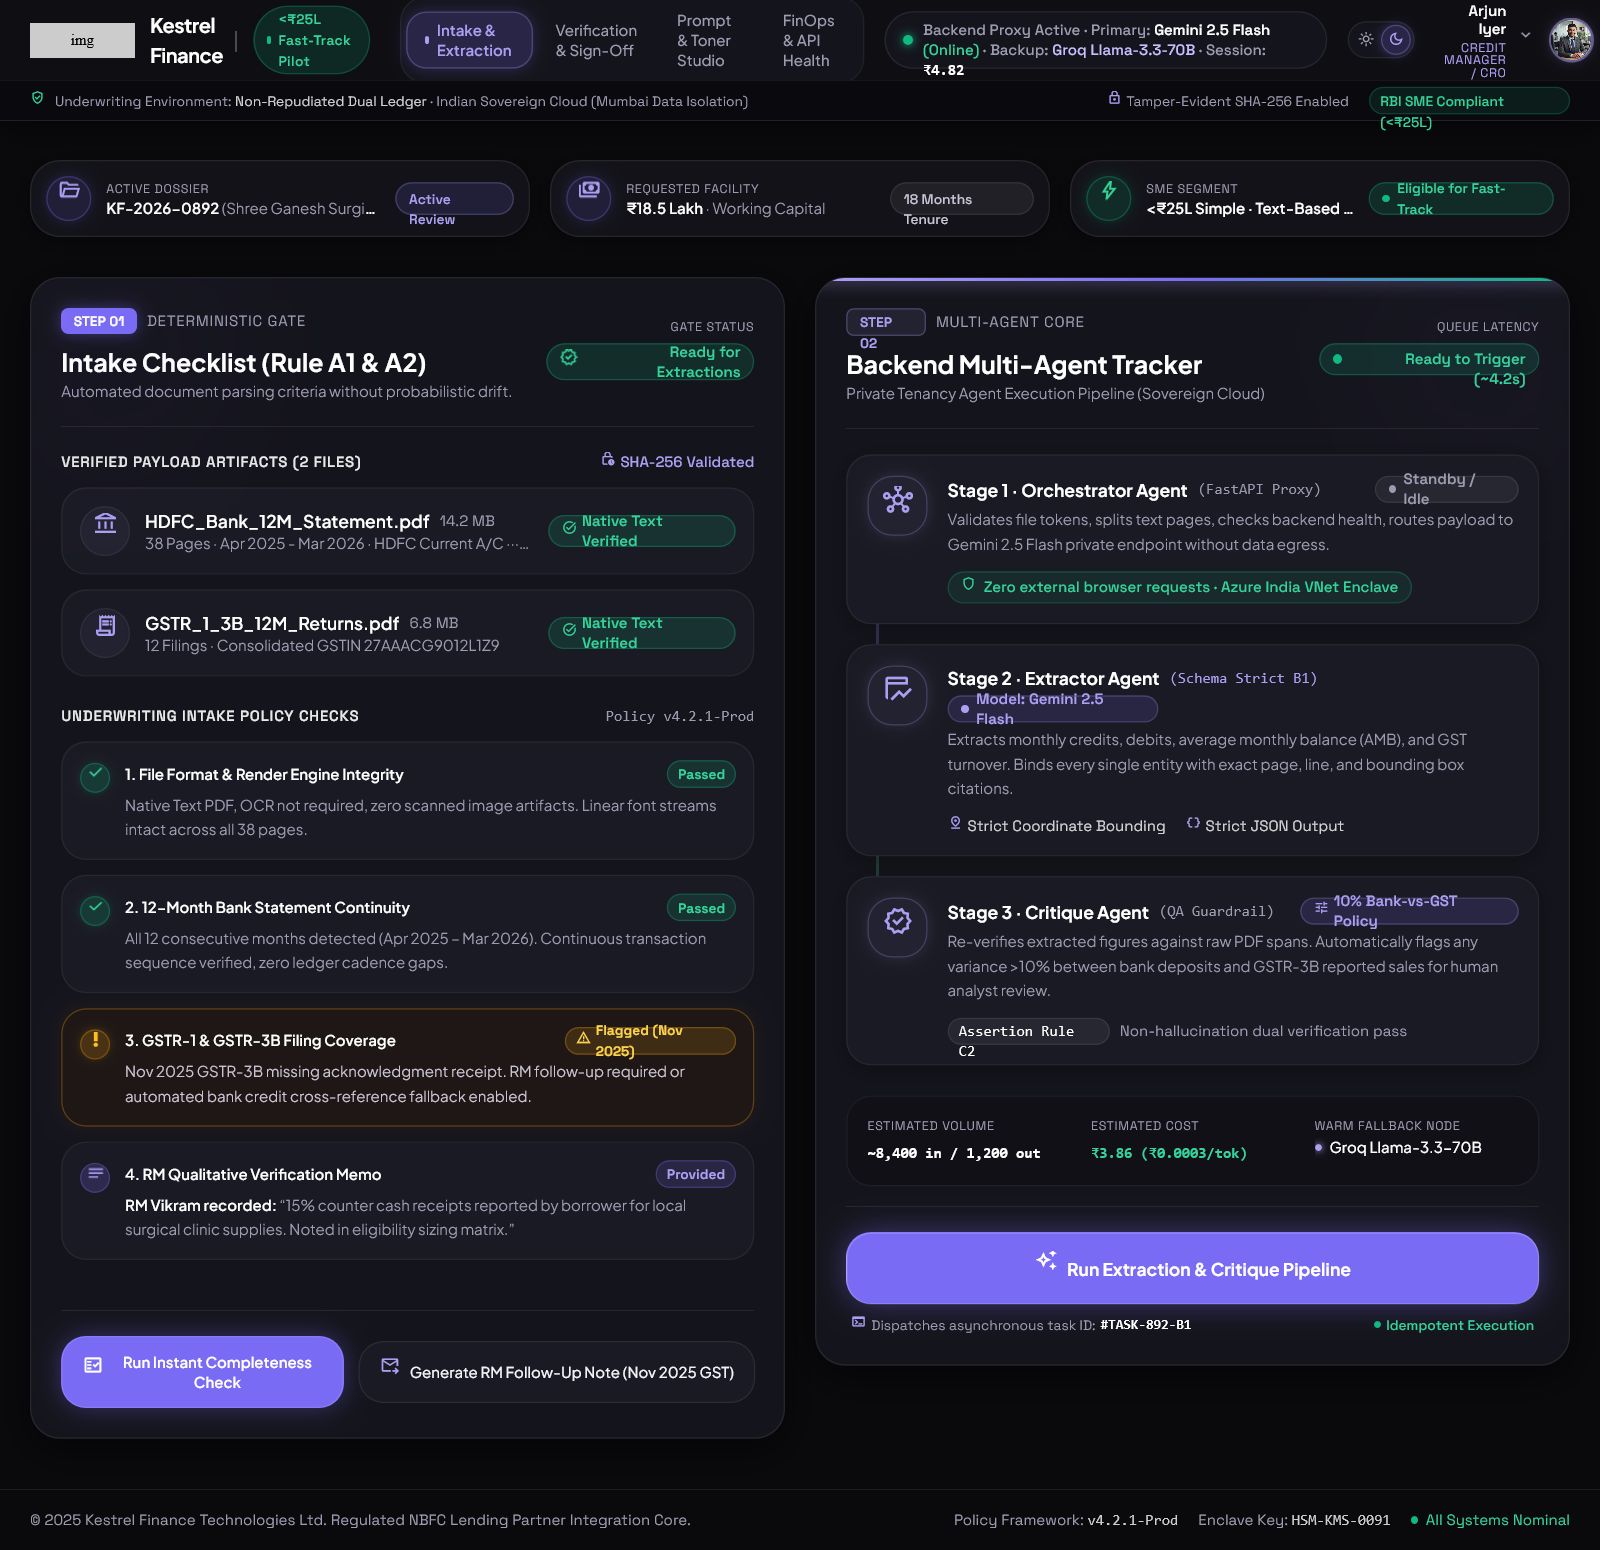 img
Kestrel
Finance
<₹25L
Fast-Track
Pilot
Intake &
Extraction
Verification
& Sign-Off
Prompt
& Toner
Studio
FinOps
& API
Health
Backend Proxy Active · Primary: Gemini 2.5 Flash
(Online) · Backup: Groq Llama-3.3-70B · Session:
₹4.82
Arjun
Iyer
CREDIT
MANAGER
/ CRO
Underwriting Environment: Non-Repudiated Dual Ledger · Indian Sovereign Cloud (Mumbai Data Isolation)
Tamper-Evident SHA-256 Enabled
RBI SME Compliant
(<₹25L)
ACTIVE DOSSIER
KF-2026-0892 (Shree Ganesh Surgi...
Active
Review
REQUESTED FACILITY
₹18.5 Lakh · Working Capital
18 Months
Tenure
SME SEGMENT
<₹25L Simple · Text-Based ...
Eligible for Fast-
Track
STEP 01
DETERMINISTIC GATE
Intake Checklist (Rule A1 & A2)
Automated document parsing criteria without probabilistic drift.
GATE STATUS
Ready for
Extractions
VERIFIED PAYLOAD ARTIFACTS (2 FILES)
SHA-256 Validated
HDFC_Bank_12M_Statement.pdf 14.2 MB
38 Pages · Apr 2025 - Mar 2026 · HDFC Current A/C ···...
Native Text
Verified
GSTR_1_3B_12M_Returns.pdf 6.8 MB
12 Filings · Consolidated GSTIN 27AAACG9012L1Z9
Native Text
Verified
UNDERWRITING INTAKE POLICY CHECKS
Policy v4.2.1-Prod
1. File Format & Render Engine Integrity
Passed
Native Text PDF, OCR not required, zero scanned image artifacts. Linear font streams
intact across all 38 pages.
2. 12-Month Bank Statement Continuity
Passed
All 12 consecutive months detected (Apr 2025 – Mar 2026). Continuous transaction
sequence verified, zero ledger cadence gaps.
3. GSTR-1 & GSTR-3B Filing Coverage
Flagged (Nov
2025)
Nov 2025 GSTR-3B missing acknowledgment receipt. RM follow-up required or
automated bank credit cross-reference fallback enabled.
4. RM Qualitative Verification Memo
Provided
RM Vikram recorded: “15% counter cash receipts reported by borrower for local
surgical clinic supplies. Noted in eligibility sizing matrix.”
Run Instant Completeness
Check
Generate RM Follow-Up Note (Nov 2025 GST)
STEP
02
MULTI-AGENT CORE
Backend Multi-Agent Tracker
Private Tenancy Agent Execution Pipeline (Sovereign Cloud)
QUEUE LATENCY
Ready to Trigger
(~4.2s)
Stage 1 · Orchestrator Agent (FastAPI Proxy)
Standby /
Idle
Validates file tokens, splits text pages, checks backend health, routes payload to
Gemini 2.5 Flash private endpoint without data egress.
Zero external browser requests · Azure India VNet Enclave
Stage 2 · Extractor Agent (Schema Strict B1)
Model: Gemini 2.5
Flash
Extracts monthly credits, debits, average monthly balance (AMB), and GST
turnover. Binds every single entity with exact page, line, and bounding box
citations.
Strict Coordinate Bounding
Strict JSON Output
Stage 3 · Critique Agent (QA Guardrail)
10% Bank-vs-GST
Policy
Re-verifies extracted figures against raw PDF spans. Automatically flags any
variance >10% between bank deposits and GSTR-3B reported sales for human
analyst review.
Assertion Rule
C2
Non-hallucination dual verification pass
ESTIMATED VOLUME
~8,400 in / 1,200 out
ESTIMATED COST
₹3.86 (₹0.0003/tok)
WARM FALLBACK NODE
Groq Llama-3.3-70B
Run Extraction & Critique Pipeline
Dispatches asynchronous task ID: #TASK-892-B1
Idempotent Execution
© 2025 Kestrel Finance Technologies Ltd. Regulated NBFC Lending Partner Integration Core.
Policy Framework: v4.2.1-Prod
Enclave Key: HSM-KMS-0091
All Systems Nominal